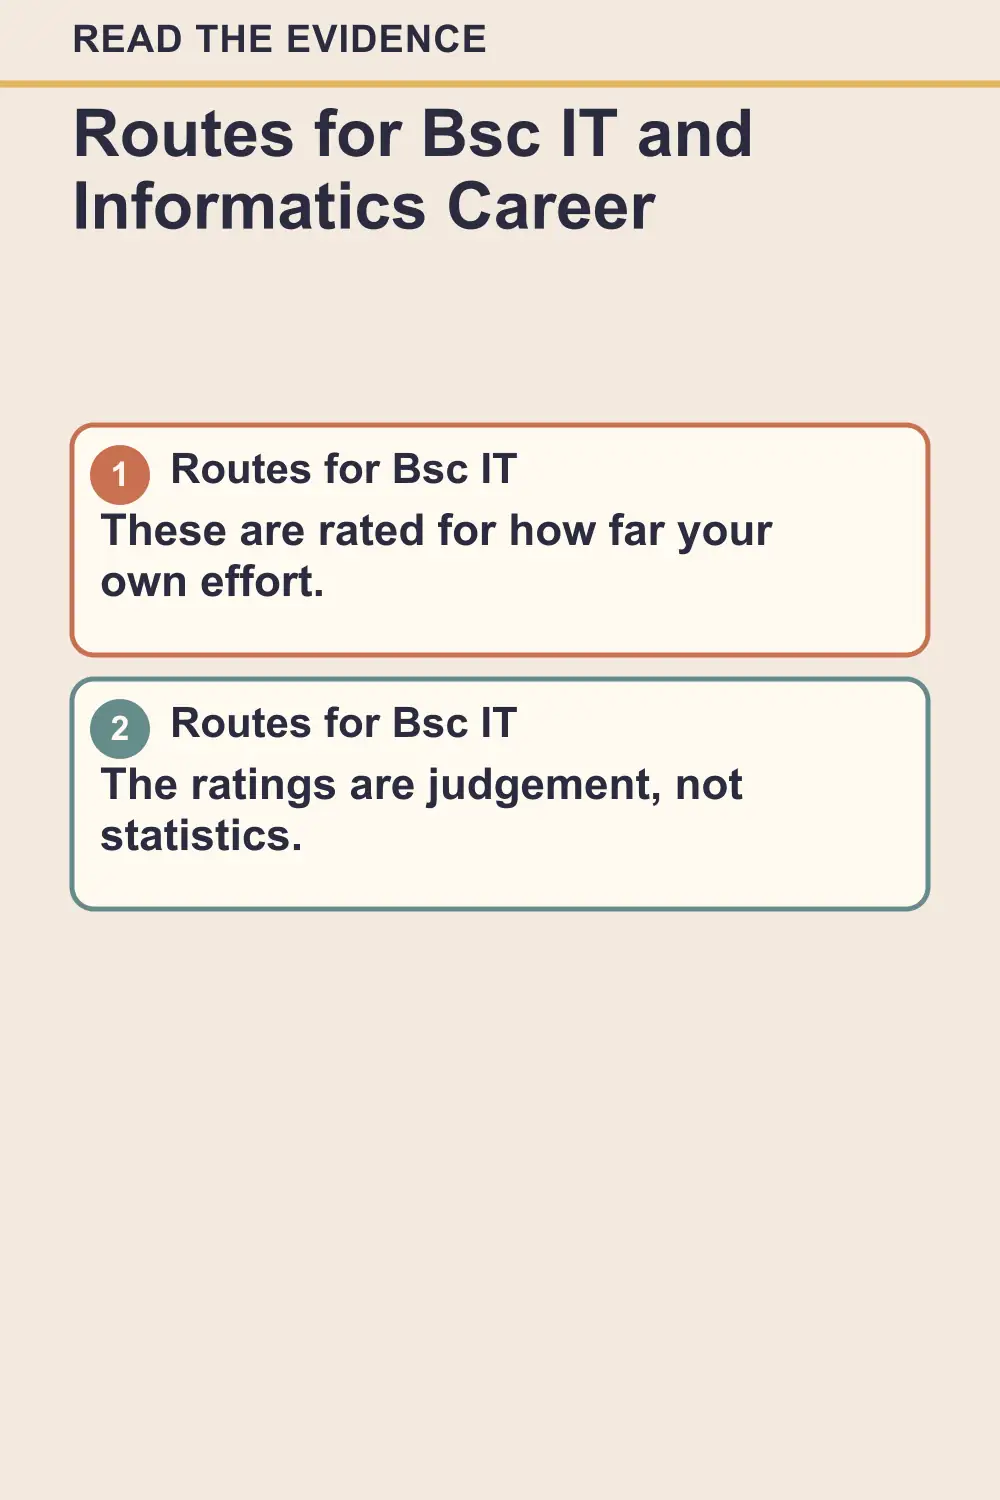 READ THE EVIDENCE
Routes for Bsc IT and
Informatics Career
1
Routes for Bsc IT
These are rated for how far your
own effort.
2
Routes for Bsc IT
The ratings are judgement, not
statistics.